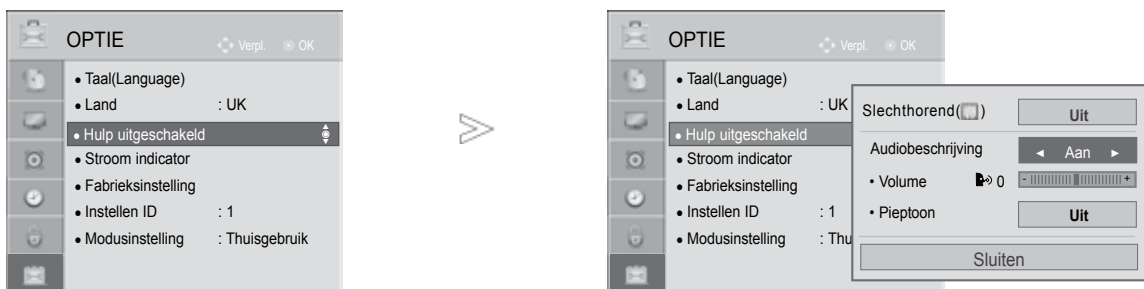 OPTIE Verpl. OK
• Taal(Language)
• Land : UK
• Hulp uitgeschakeld
• Stroom indicator
• Fabrieksinstelling
• Instellen ID : 1
• Modusinstelling : Thuisgebruik
OPTIE Verpl. OK
• Taal(Language)
• Land : UK
• Hulp uitgeschakeld
• Stroom indicator
• Fabrieksinstelling
• Instellen ID : 1
• Modusinstelling : Thu
Slechthorend( ) Uit
Audiobeschrijving ◄ Aan ►
• Volume 0 - +
• Pieptoon Uit
Sluiten